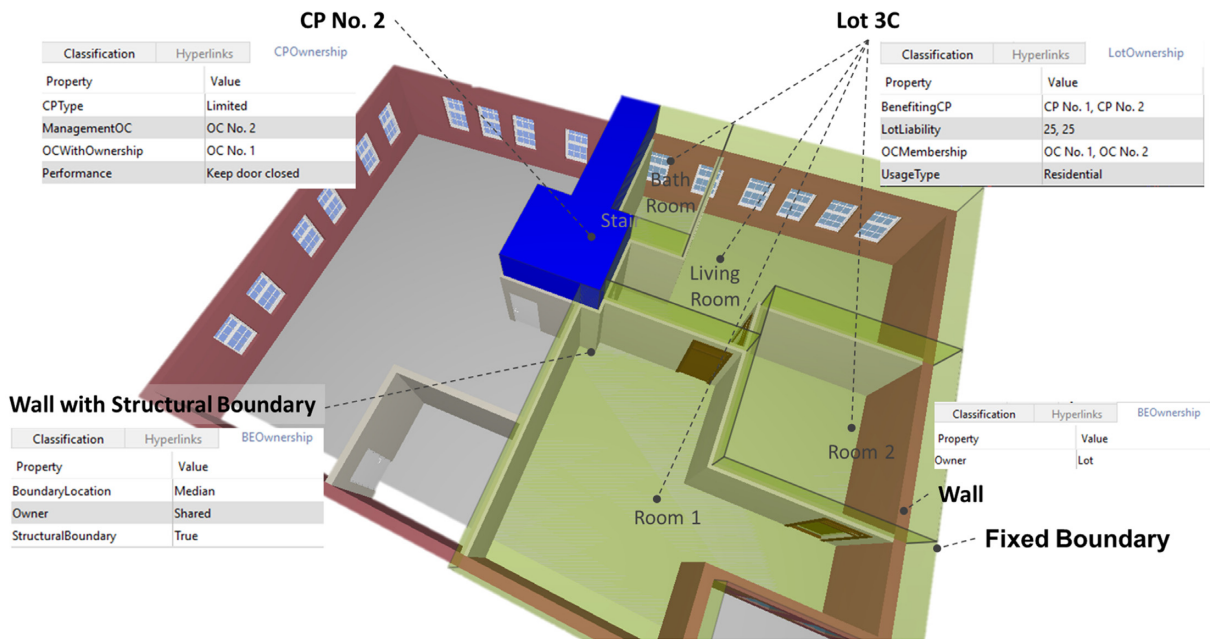 CP No. 2
Lot 3C
Classification Hyperlinks CPOwnership
Property Value
CPType Limited
ManagementOC OC No. 2
OCWithOwnership OC No. 1
Performance Keep door closed
Classification Hyperlinks LotOwnership
Property Value
BenefitingCP CP No. 1, CP No. 2
LotLiability 25, 25
OCMembership OC No. 1, OC No. 2
UsageType Residential
Bath
Room
Stair
Living
Room
Wall with Structural Boundary
Classification Hyperlinks BEOwnership
Property Value
BoundaryLocation Median
Owner Shared
StructuralBoundary True
Classification Hyperlinks BEOwnership
Property Value
Owner Lot
Room 2
Room 1
Wall
Fixed Boundary